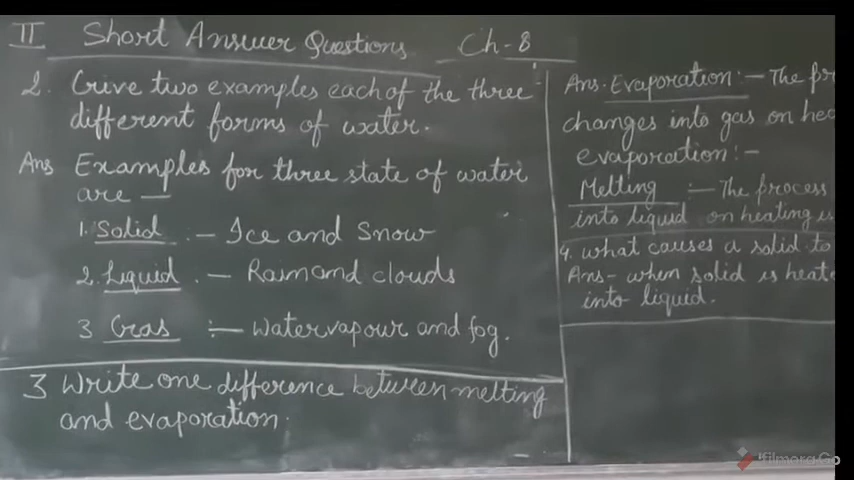 II Short Answer Questions Ch-8
2. Give two examples each of the three
different forms of water.
Ans Examples for three state of water
are —
1. Solid — Ice and Snow
2. Liquid — Rain and clouds
3 Gas :— Water vapour and fog.
3 Write one difference between melting
and evaporation.
Ans. Evaporation :— The pr
changes into gas on hea
evaporation :—
Melting :— The process
into liquid on heating is
4. what causes a solid to
Ans- when solid is heat
into liquid.
filmora Go